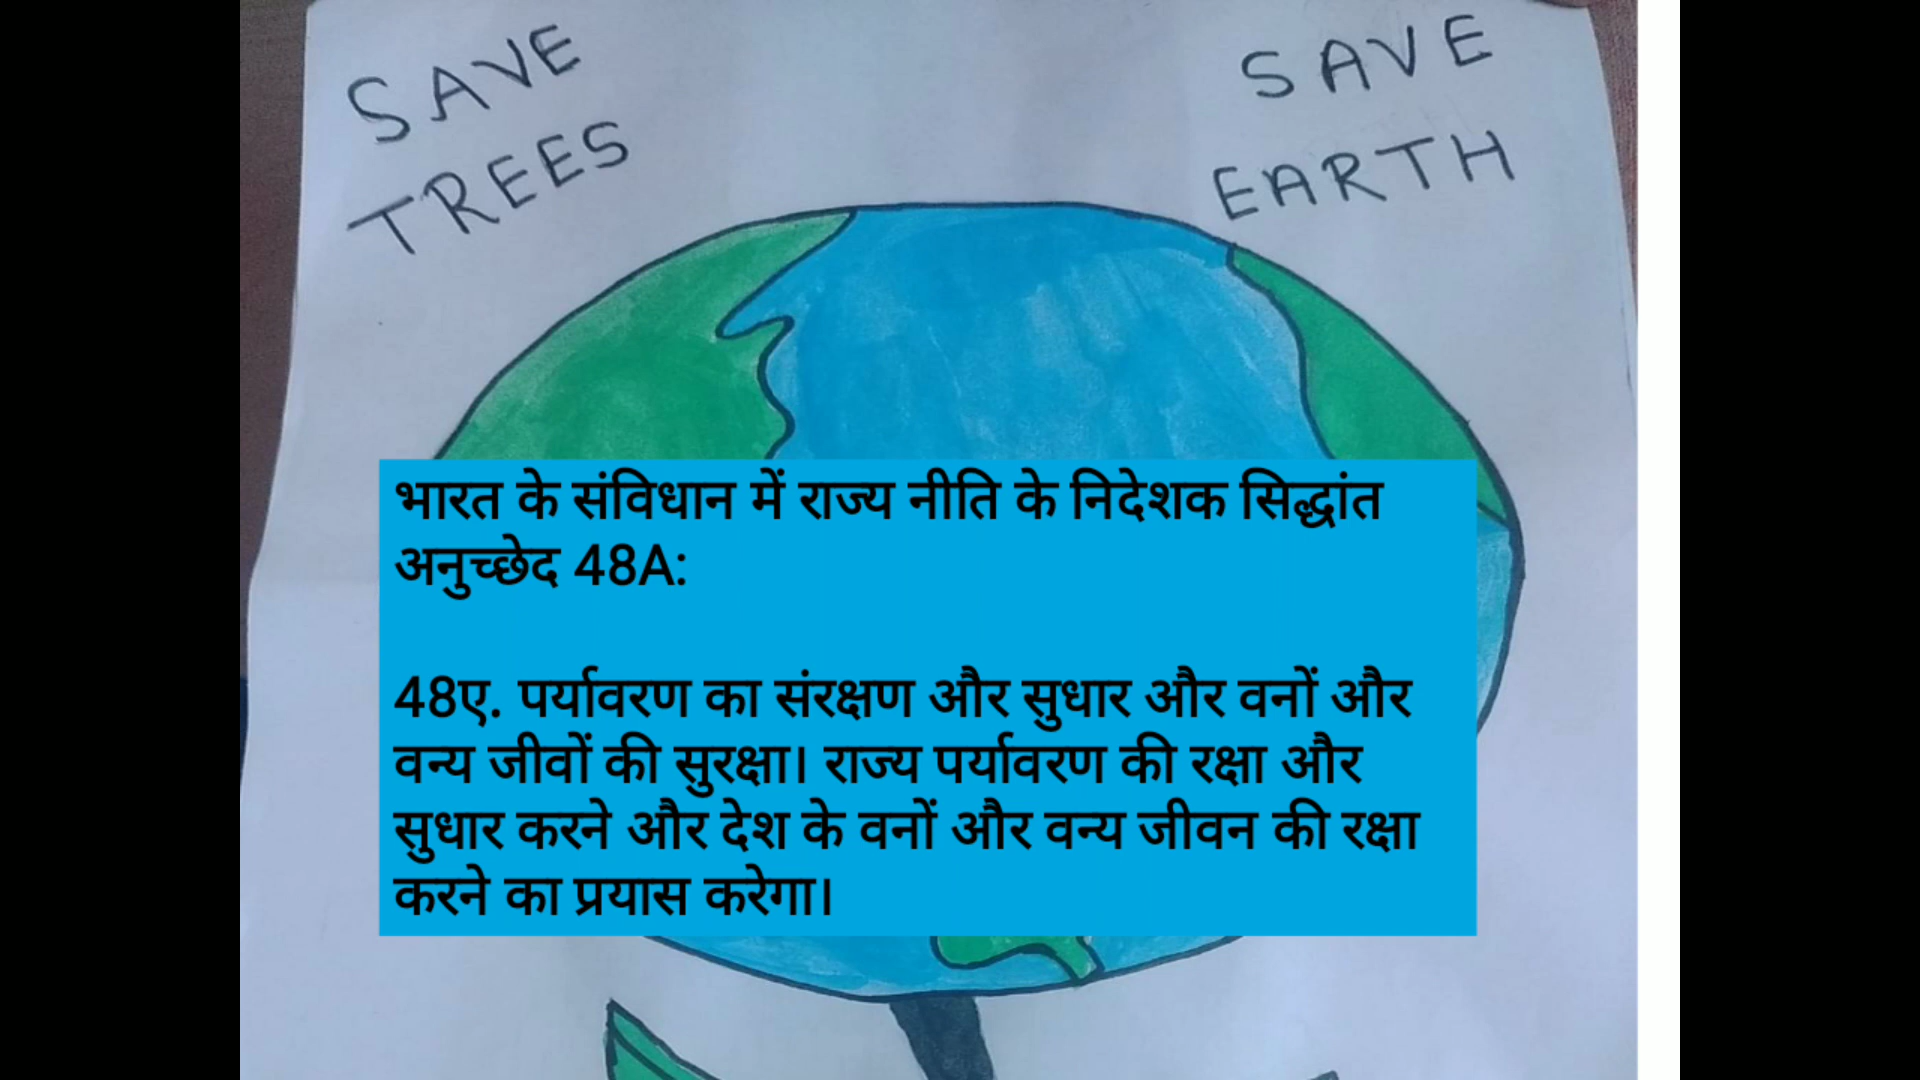 SAVE
TREES
SAVE
EARTH
भारत के संविधान में राज्य नीति के निदेशक सिद्धांत
अनुच्छेद 48A:
48ए. पर्यावरण का संरक्षण और सुधार और वनों और
वन्य जीवों की सुरक्षा। राज्य पर्यावरण की रक्षा और
सुधार करने और देश के वनों और वन्य जीवन की रक्षा
करने का प्रयास करेगा।